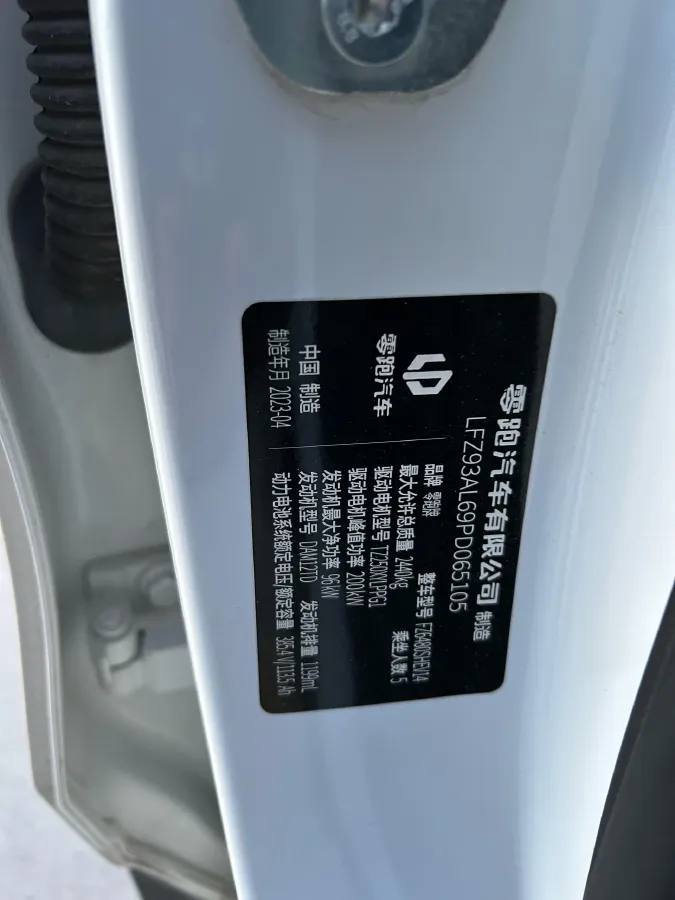 零跑汽车有限公司 制造
LFZ93AL69PD065105
零跑汽车
中国 制造
制造年月 2023-04
品牌 零跑牌 整车型号 FZ6480SHEV14
最大允许总质量 2440kg 乘坐人数 5
驱动电机型号 TZ250XYLPPG1
驱动电机峰值功率 200kW
发动机最大净功率 96kW
发动机型号 DAM12TD 发动机排量 1199mL
动力电池系统额定电压/额定容量 385.4V/113.5Ah